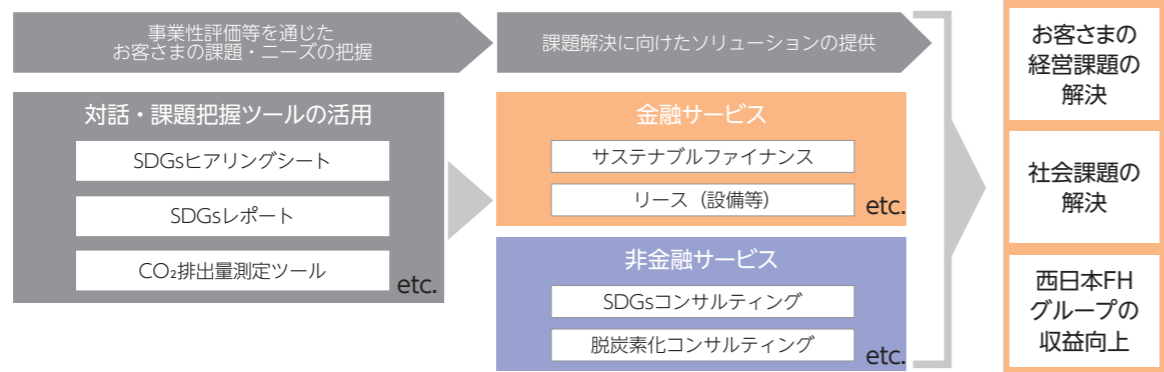 事業性評価等を通じた
お客さまの課題・ニーズの把握
課題解決に向けたソリューションの提供
対話・課題把握ツールの活用
SDGsヒアリングシート
SDGsレポート
CO₂排出量測定ツール
etc.
金融サービス
サステナブルファイナンス
リース（設備等）
etc.
非金融サービス
SDGsコンサルティング
脱炭素化コンサルティング
etc.
お客さまの
経営課題の
解決
社会課題の
解決
西日本FH
グループの
収益向上